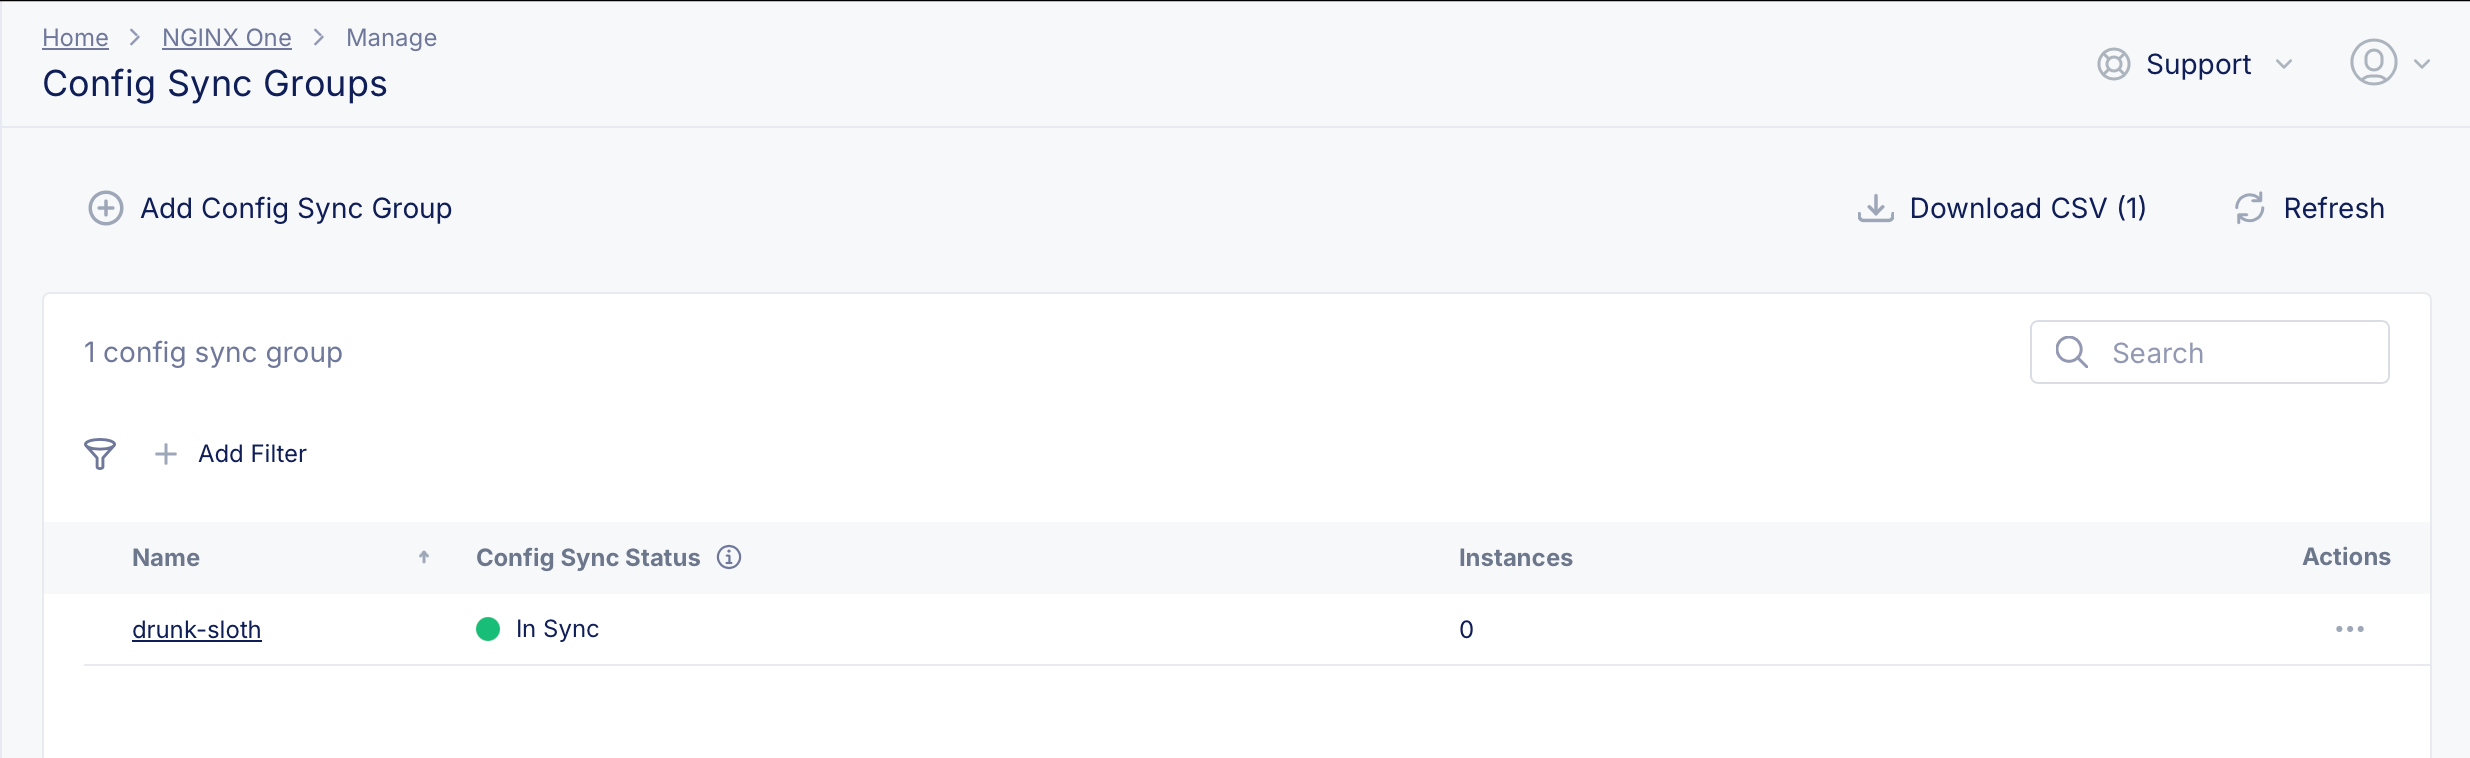 Home > NGINX One > Manage
Config Sync Groups
Support
Add Config Sync Group
Download CSV (1)
Refresh
1 config sync group
Search
Add Filter
Name
Config Sync Status
Instances
Actions
drunk-sloth
In Sync
0